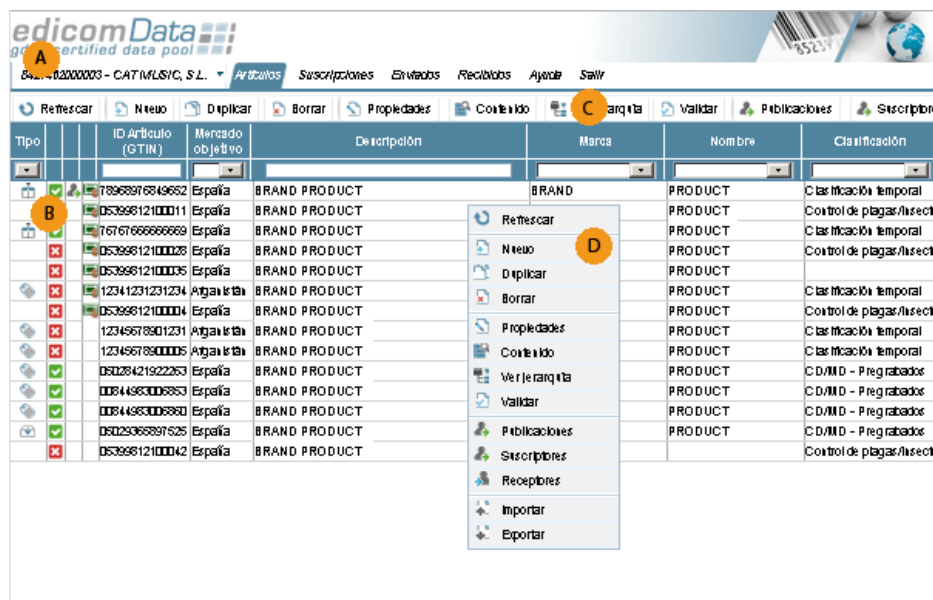 edicomData
certified data pool
A
- CATMUSIC, S.L. Artículos Suscripciones Enviados Recibidos Ayuda Salir
Refrescar Nuevo Duplicar Borrar Propiedades Contenido C Validar Publicaciones
Tipo ID Artículo (GTIN) Mercado objetivo Descripción Marca Nombre Clasificación
78968976849652 España BRAND PRODUCT BRAND PRODUCT Clasificación temporal
B
05399812100011 España BRAND PRODUCT PRODUCT Control de plagas/Insect
76767666666669 España BRAND PRODUCT PRODUCT Clasificación temporal
05399812100028 España BRAND PRODUCT PRODUCT Control de plagas/Insect
05399812100035 España BRAND PRODUCT PRODUCT
12341231231234 Afganistán BRAND PRODUCT PRODUCT Clasificación temporal
05399812100004 España BRAND PRODUCT PRODUCT Control de plagas/Insect
12345678901231 Afganistán BRAND PRODUCT PRODUCT Clasificación temporal
12345678900005 Afganistán BRAND PRODUCT PRODUCT Clasificación temporal
05028421922263 España BRAND PRODUCT PRODUCT CD/MD - Pregrabados
00844983006853 España BRAND PRODUCT PRODUCT CD/MD - Pregrabados
00844983006860 España BRAND PRODUCT PRODUCT CD/MD - Pregrabados
05029365897525 España BRAND PRODUCT PRODUCT CD/MD - Pregrabados
05399812100042 España BRAND PRODUCT Control de plagas/Insect
Refrescar
D
Nuevo
Duplicar
Borrar
Propiedades
Contenido
Ver jerarquía
Validar
Publicaciones
Suscriptores
Receptores
Importar
Exportar